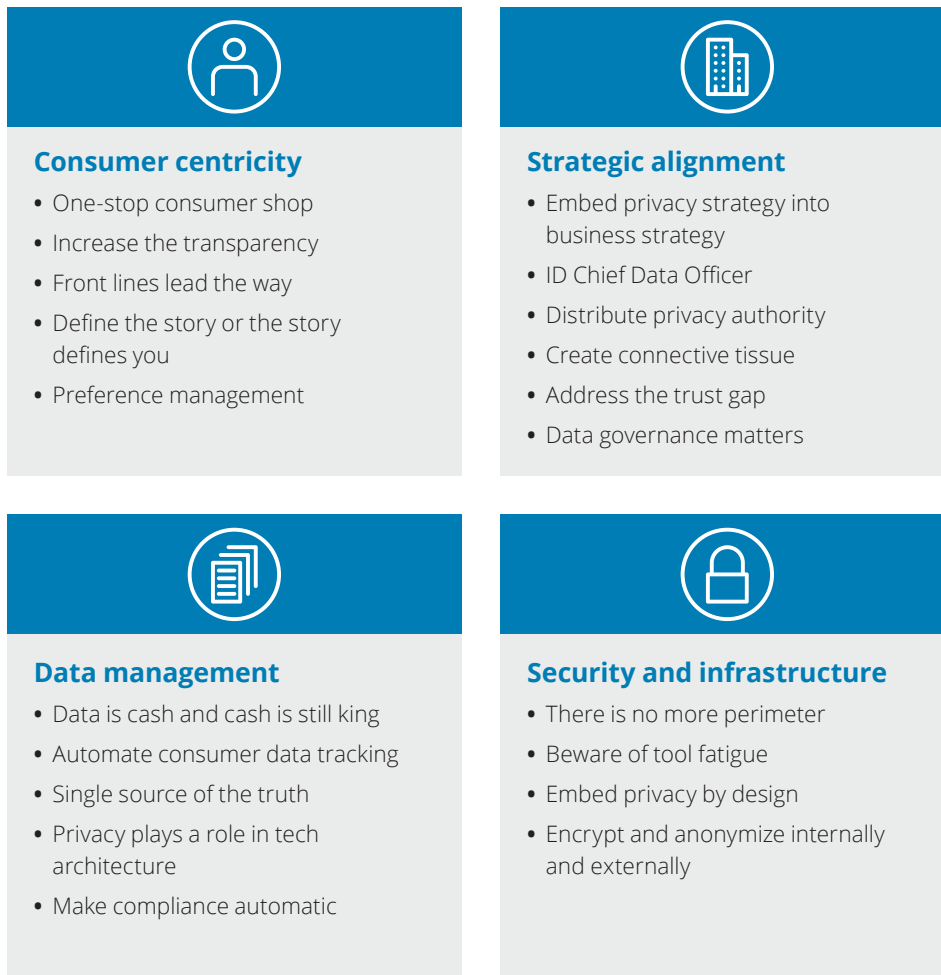 Consumer centricity
• One-stop consumer shop
• Increase the transparency
• Front lines lead the way
• Define the story or the story
defines you
• Preference management
Strategic alignment
• Embed privacy strategy into
business strategy
• ID Chief Data Officer
• Distribute privacy authority
• Create connective tissue
• Address the trust gap
• Data governance matters
Data management
• Data is cash and cash is still king
• Automate consumer data tracking
• Single source of the truth
• Privacy plays a role in tech
architecture
• Make compliance automatic
Security and infrastructure
• There is no more perimeter
• Beware of tool fatigue
• Embed privacy by design
• Encrypt and anonymize internally
and externally